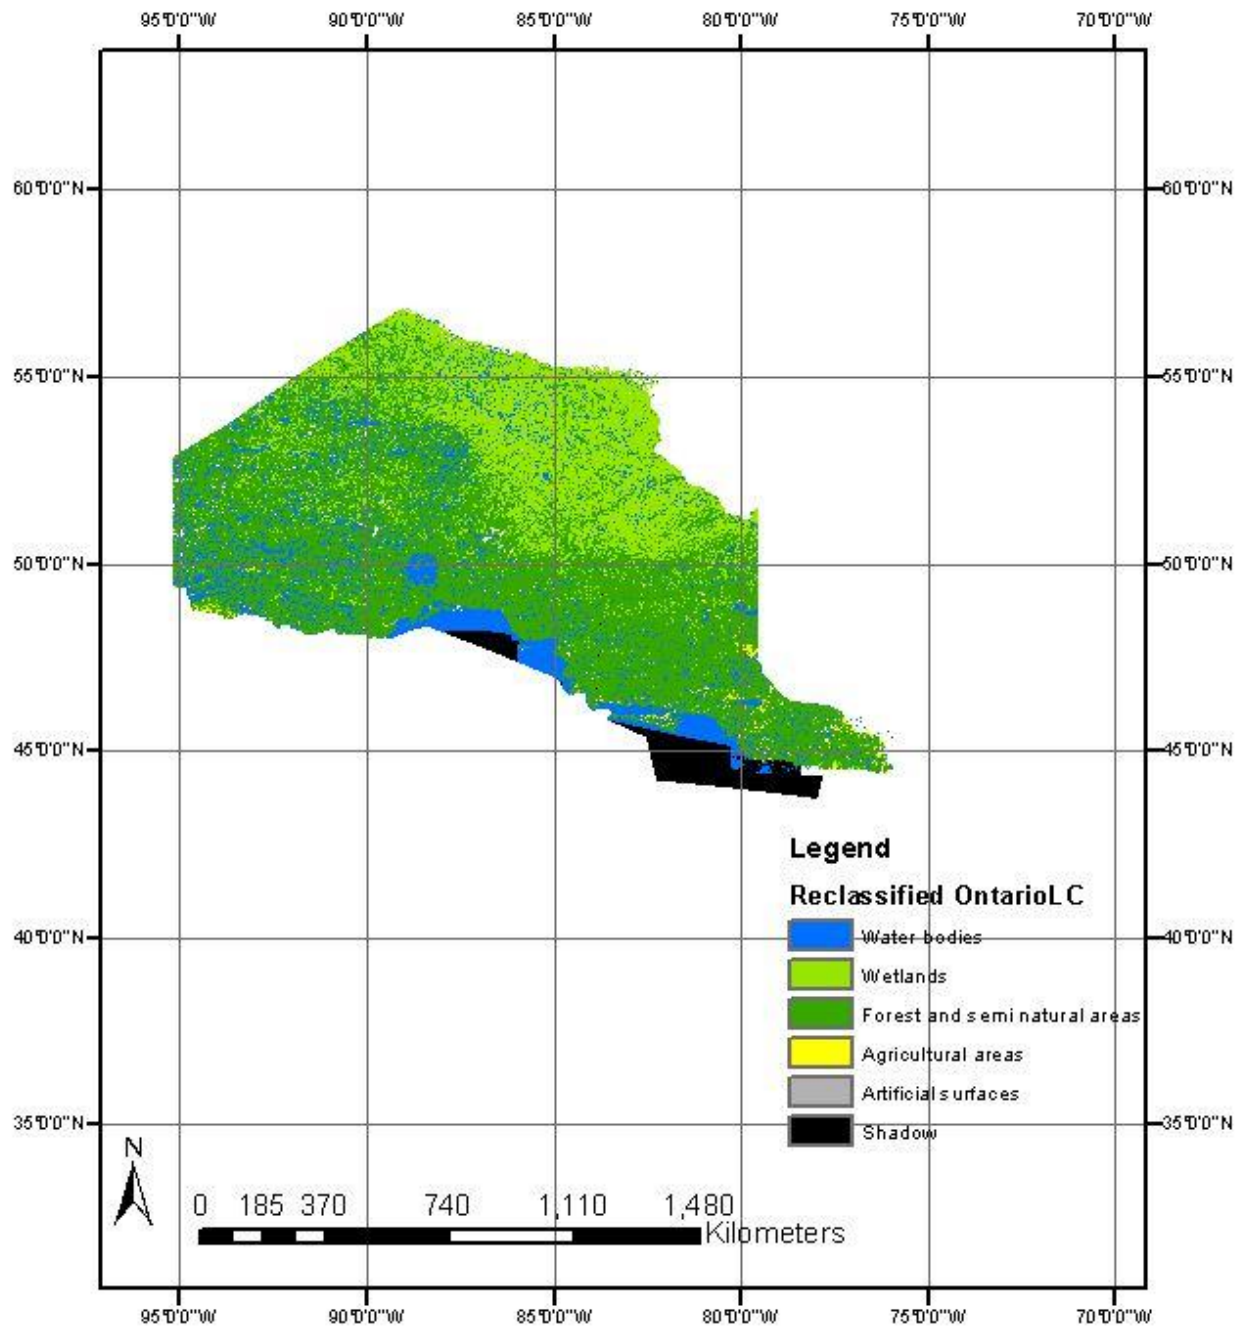 95°0'0"W 90°0'0"W 85°0'0"W 80°0'0"W 75°0'0"W 70°0'0"W
60°0'0"N 60°0'0"N
55°0'0"N 55°0'0"N
50°0'0"N 50°0'0"N
45°0'0"N 45°0'0"N
Legend
Reclassified OntarioLC
Water bodies
40°0'0"N 40°0'0"N
Wetlands
Forest and semi natural areas
Agricultural areas
Artificial surfaces
35°0'0"N 35°0'0"N
Shadow
N
0 185 370 740 1,110 1,480
Kilometers
95°0'0"W 90°0'0"W 85°0'0"W 80°0'0"W 75°0'0"W 70°0'0"W